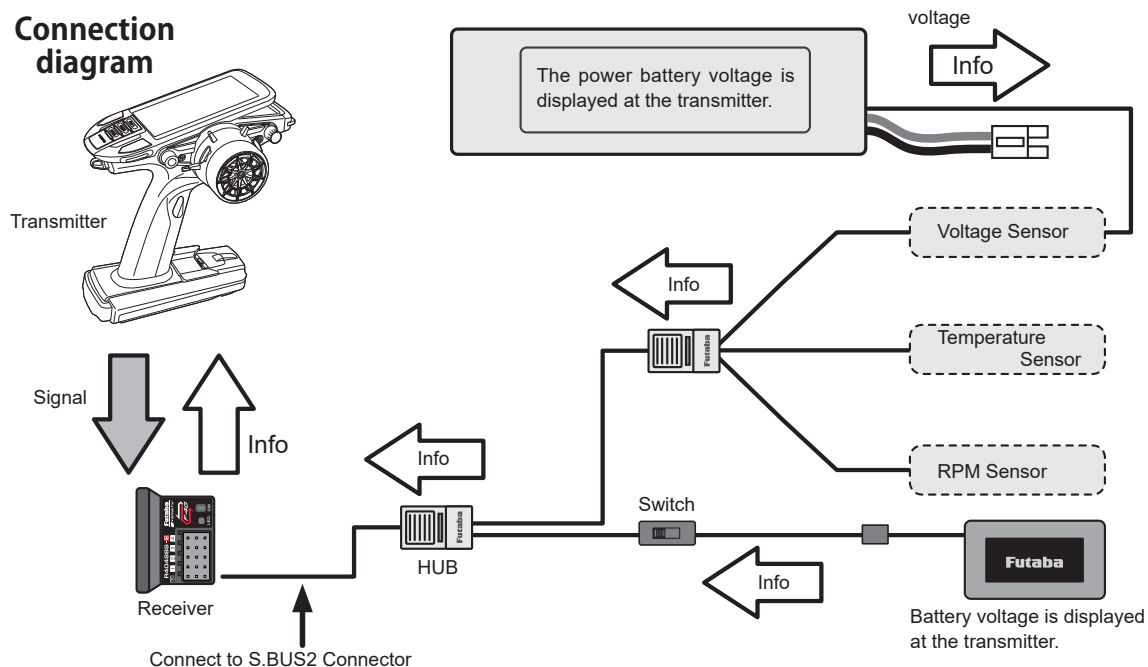 Connection
diagram
voltage
Info
The power battery voltage is
displayed at the transmitter.
Transmitter
Voltage Sensor
Info
Futaba
Temperature
Sensor
Signal
Info
Info
RPM Sensor
Switch
Futaba
Futaba
HUB
Futaba
Receiver
Info
Battery voltage is displayed
at the transmitter.
Connect to S.BUS2 Connector